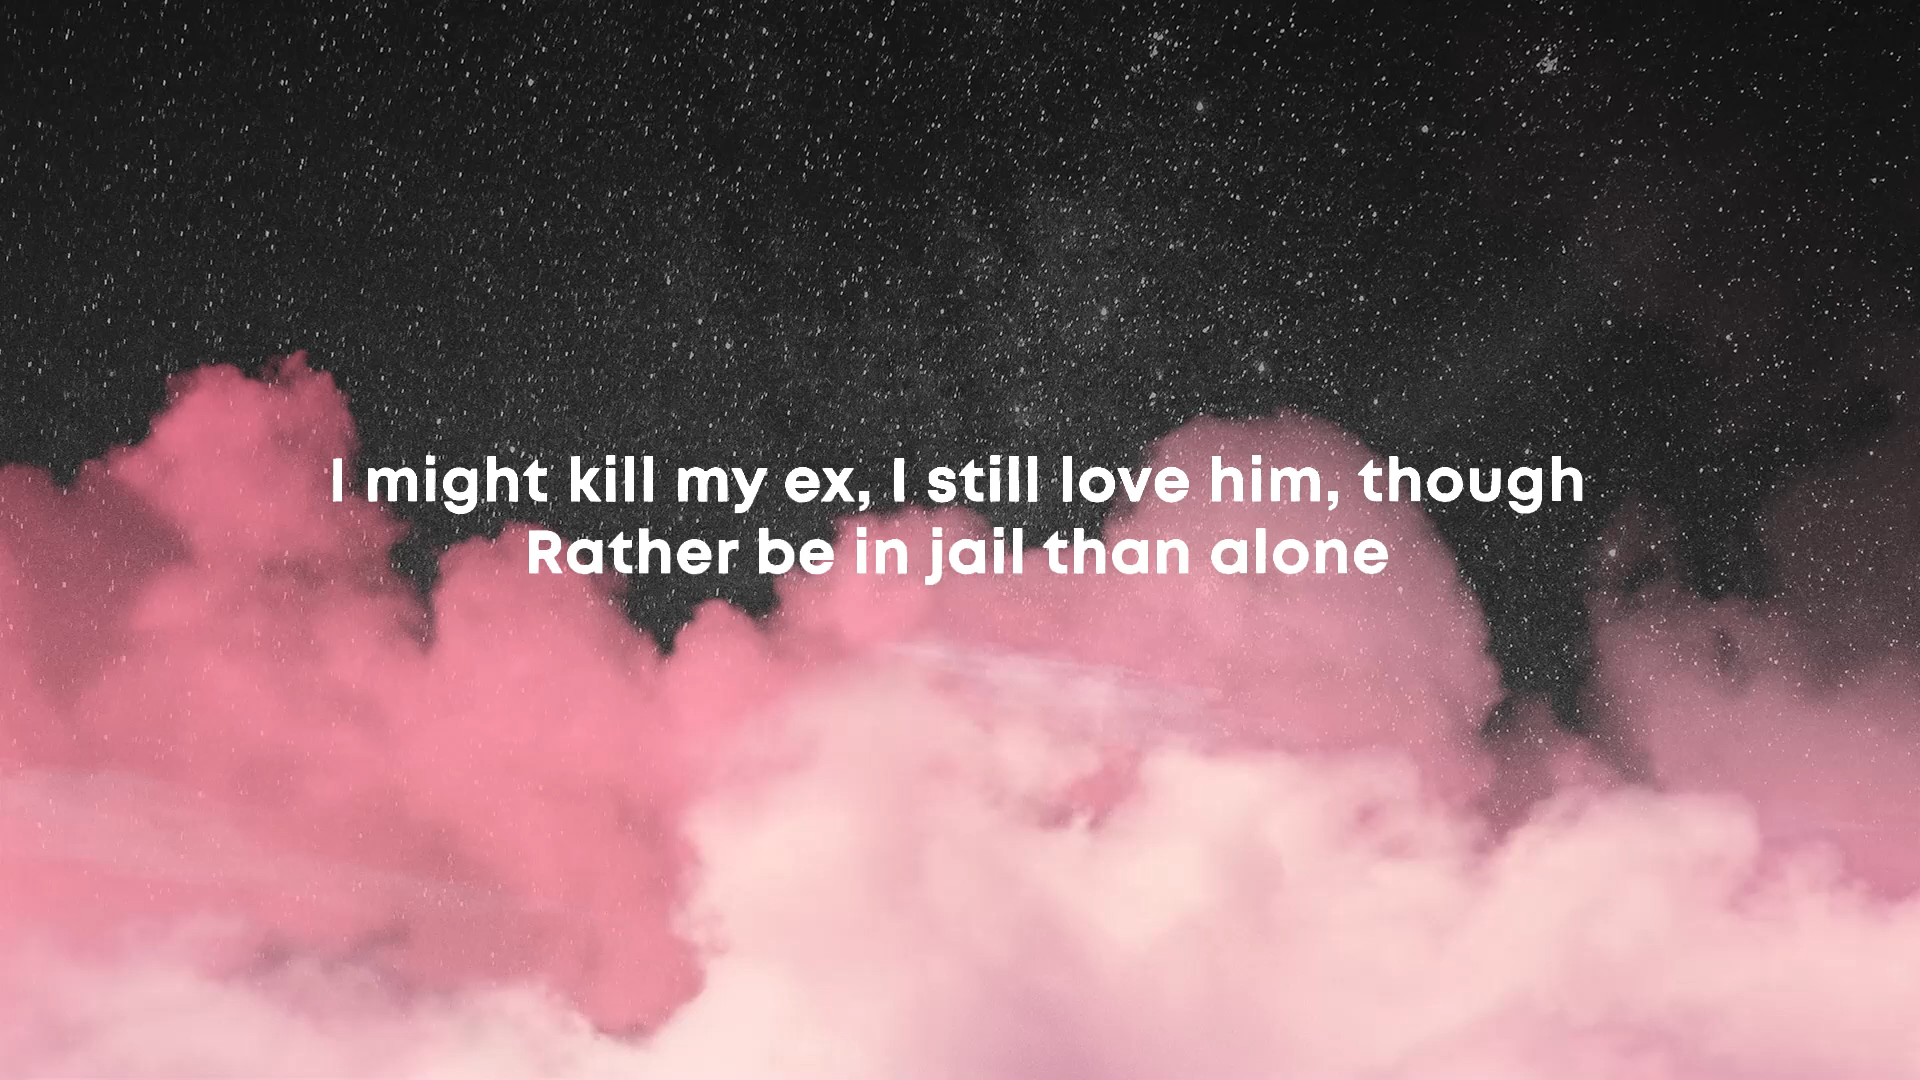 I might kill my ex, I still love him, though
Rather be in jail than alone